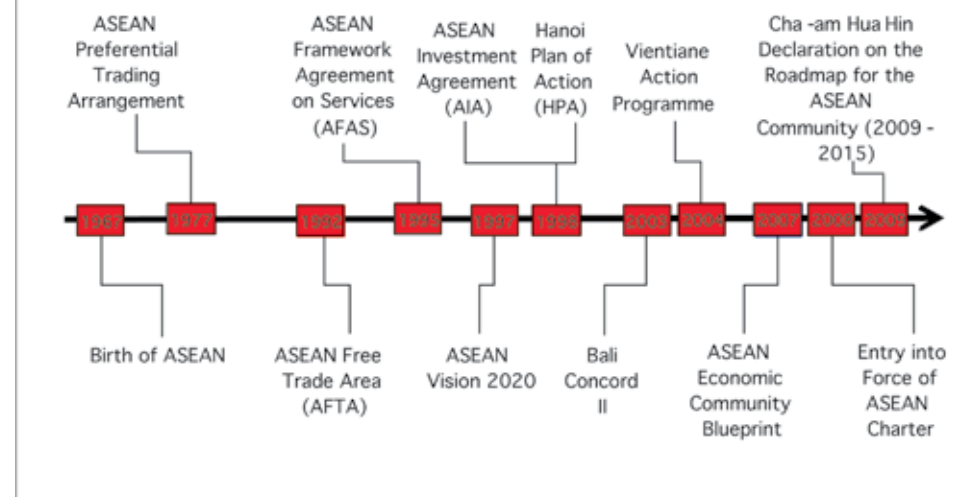 ASEAN
Preferential
Trading
Arrangement
ASEAN
Framework
Agreement
on Services
(AFAS)
ASEAN
Investment
Agreement
(AIA)
Hanoi
Plan of
Action
(HPA)
Vientiane
Action
Programme
Cha -am Hua Hin
Declaration on the
Roadmap for the
ASEAN
Community (2009 -
2015)
1967
1977
1992
1995
1997
1998
2003
2004
2007
2008
2009
Birth of ASEAN
ASEAN Free
Trade Area
(AFTA)
ASEAN
Vision 2020
Bali
Concord
II
ASEAN
Economic
Community
Blueprint
Entry into
Force of
ASEAN
Charter